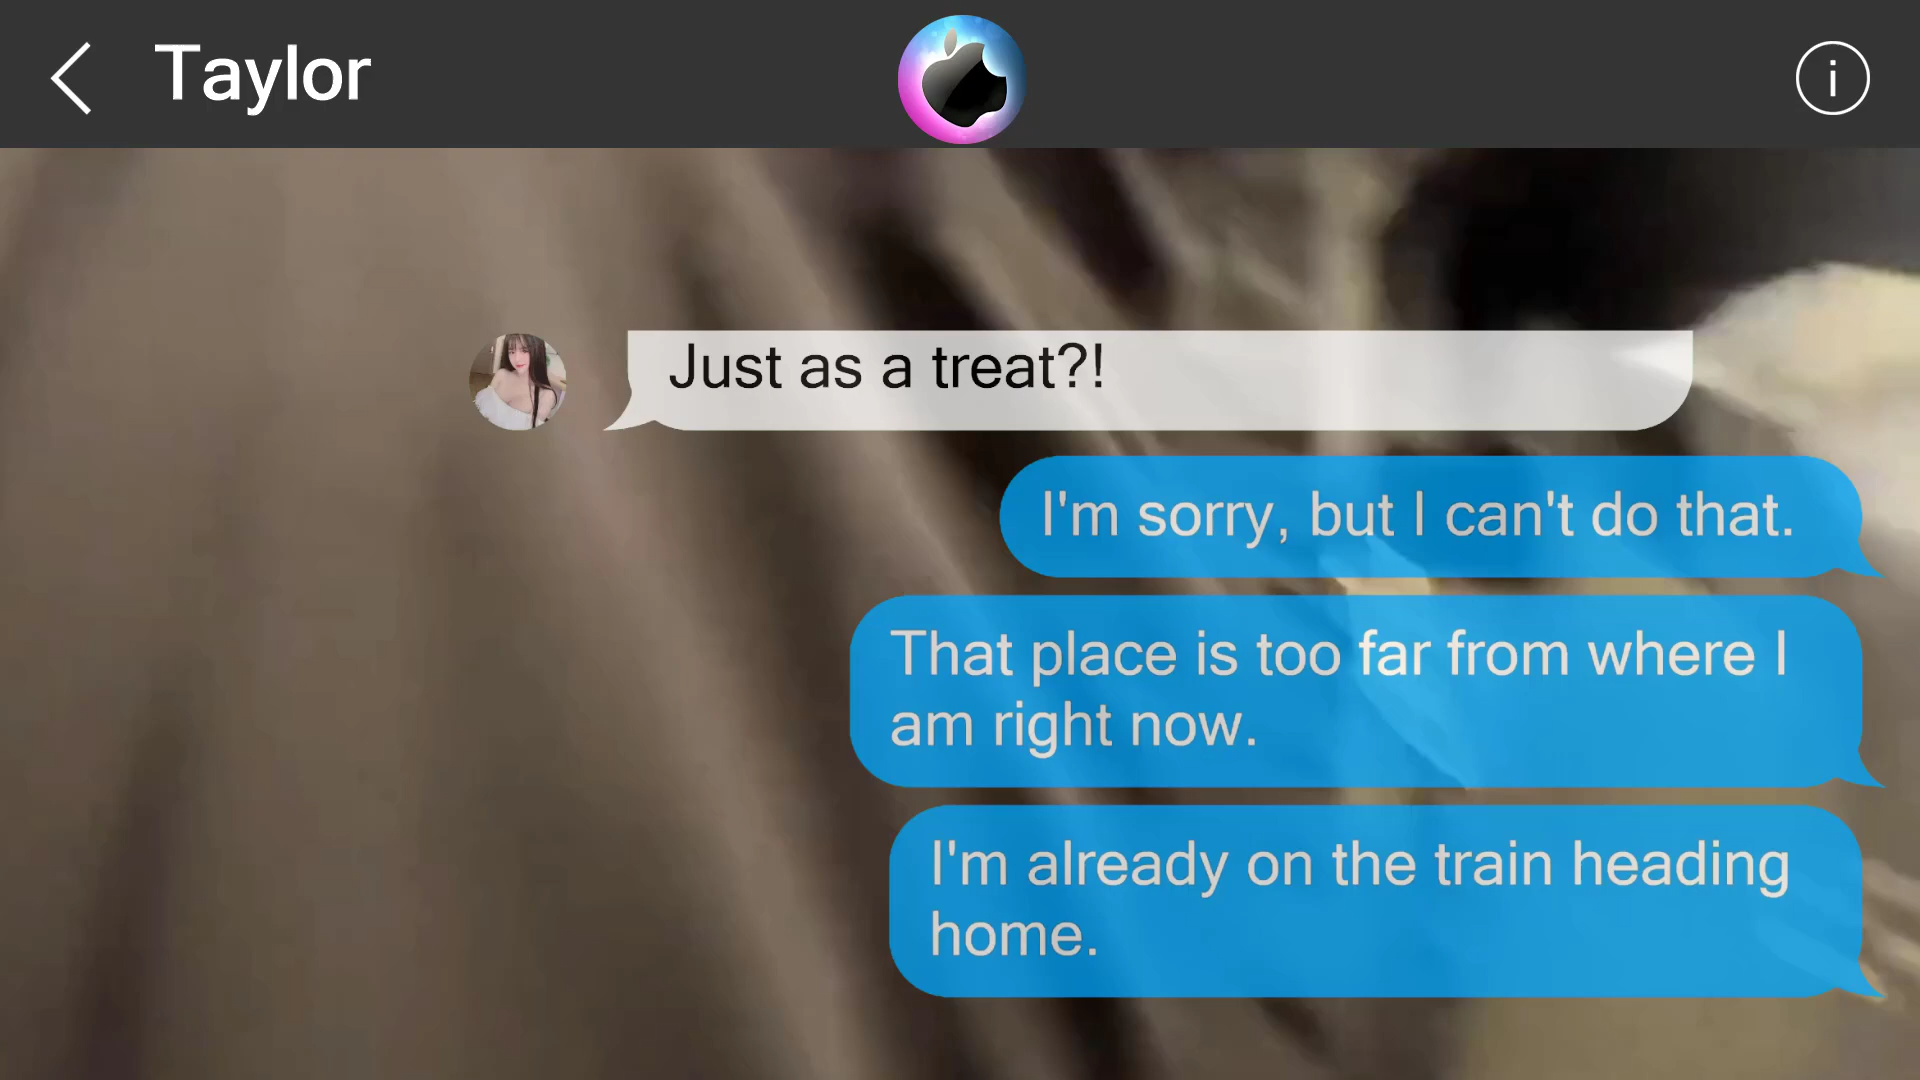 Taylor
Just as a treat?!
I'm sorry, but I can't do that.
That place is too far from where I
am right now.
I'm already on the train heading
home.